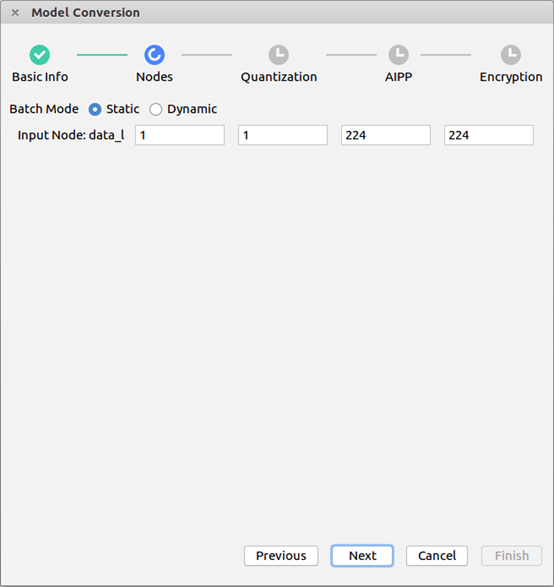 Model Conversion
Basic Info Nodes Quantization AIPP Encryption
Batch Mode Static Dynamic
Input Node: data_l 1 1 224 224
Previous Next Cancel Finish